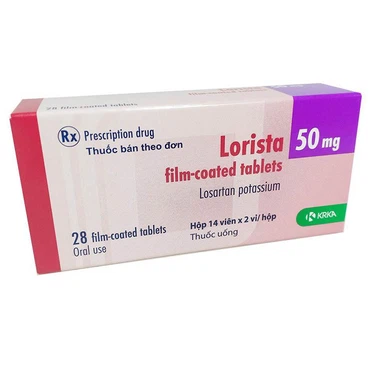 28 film-coated tablets
Rx Prescription drug
Thuốc bán theo đơn
Lorista 50 mg
film-coated tablets
Losartan potassium
Hộp 14 viên x 2 vỉ/ hộp
Thuốc uống
28 film-coated tablets
Oral use
KRKA